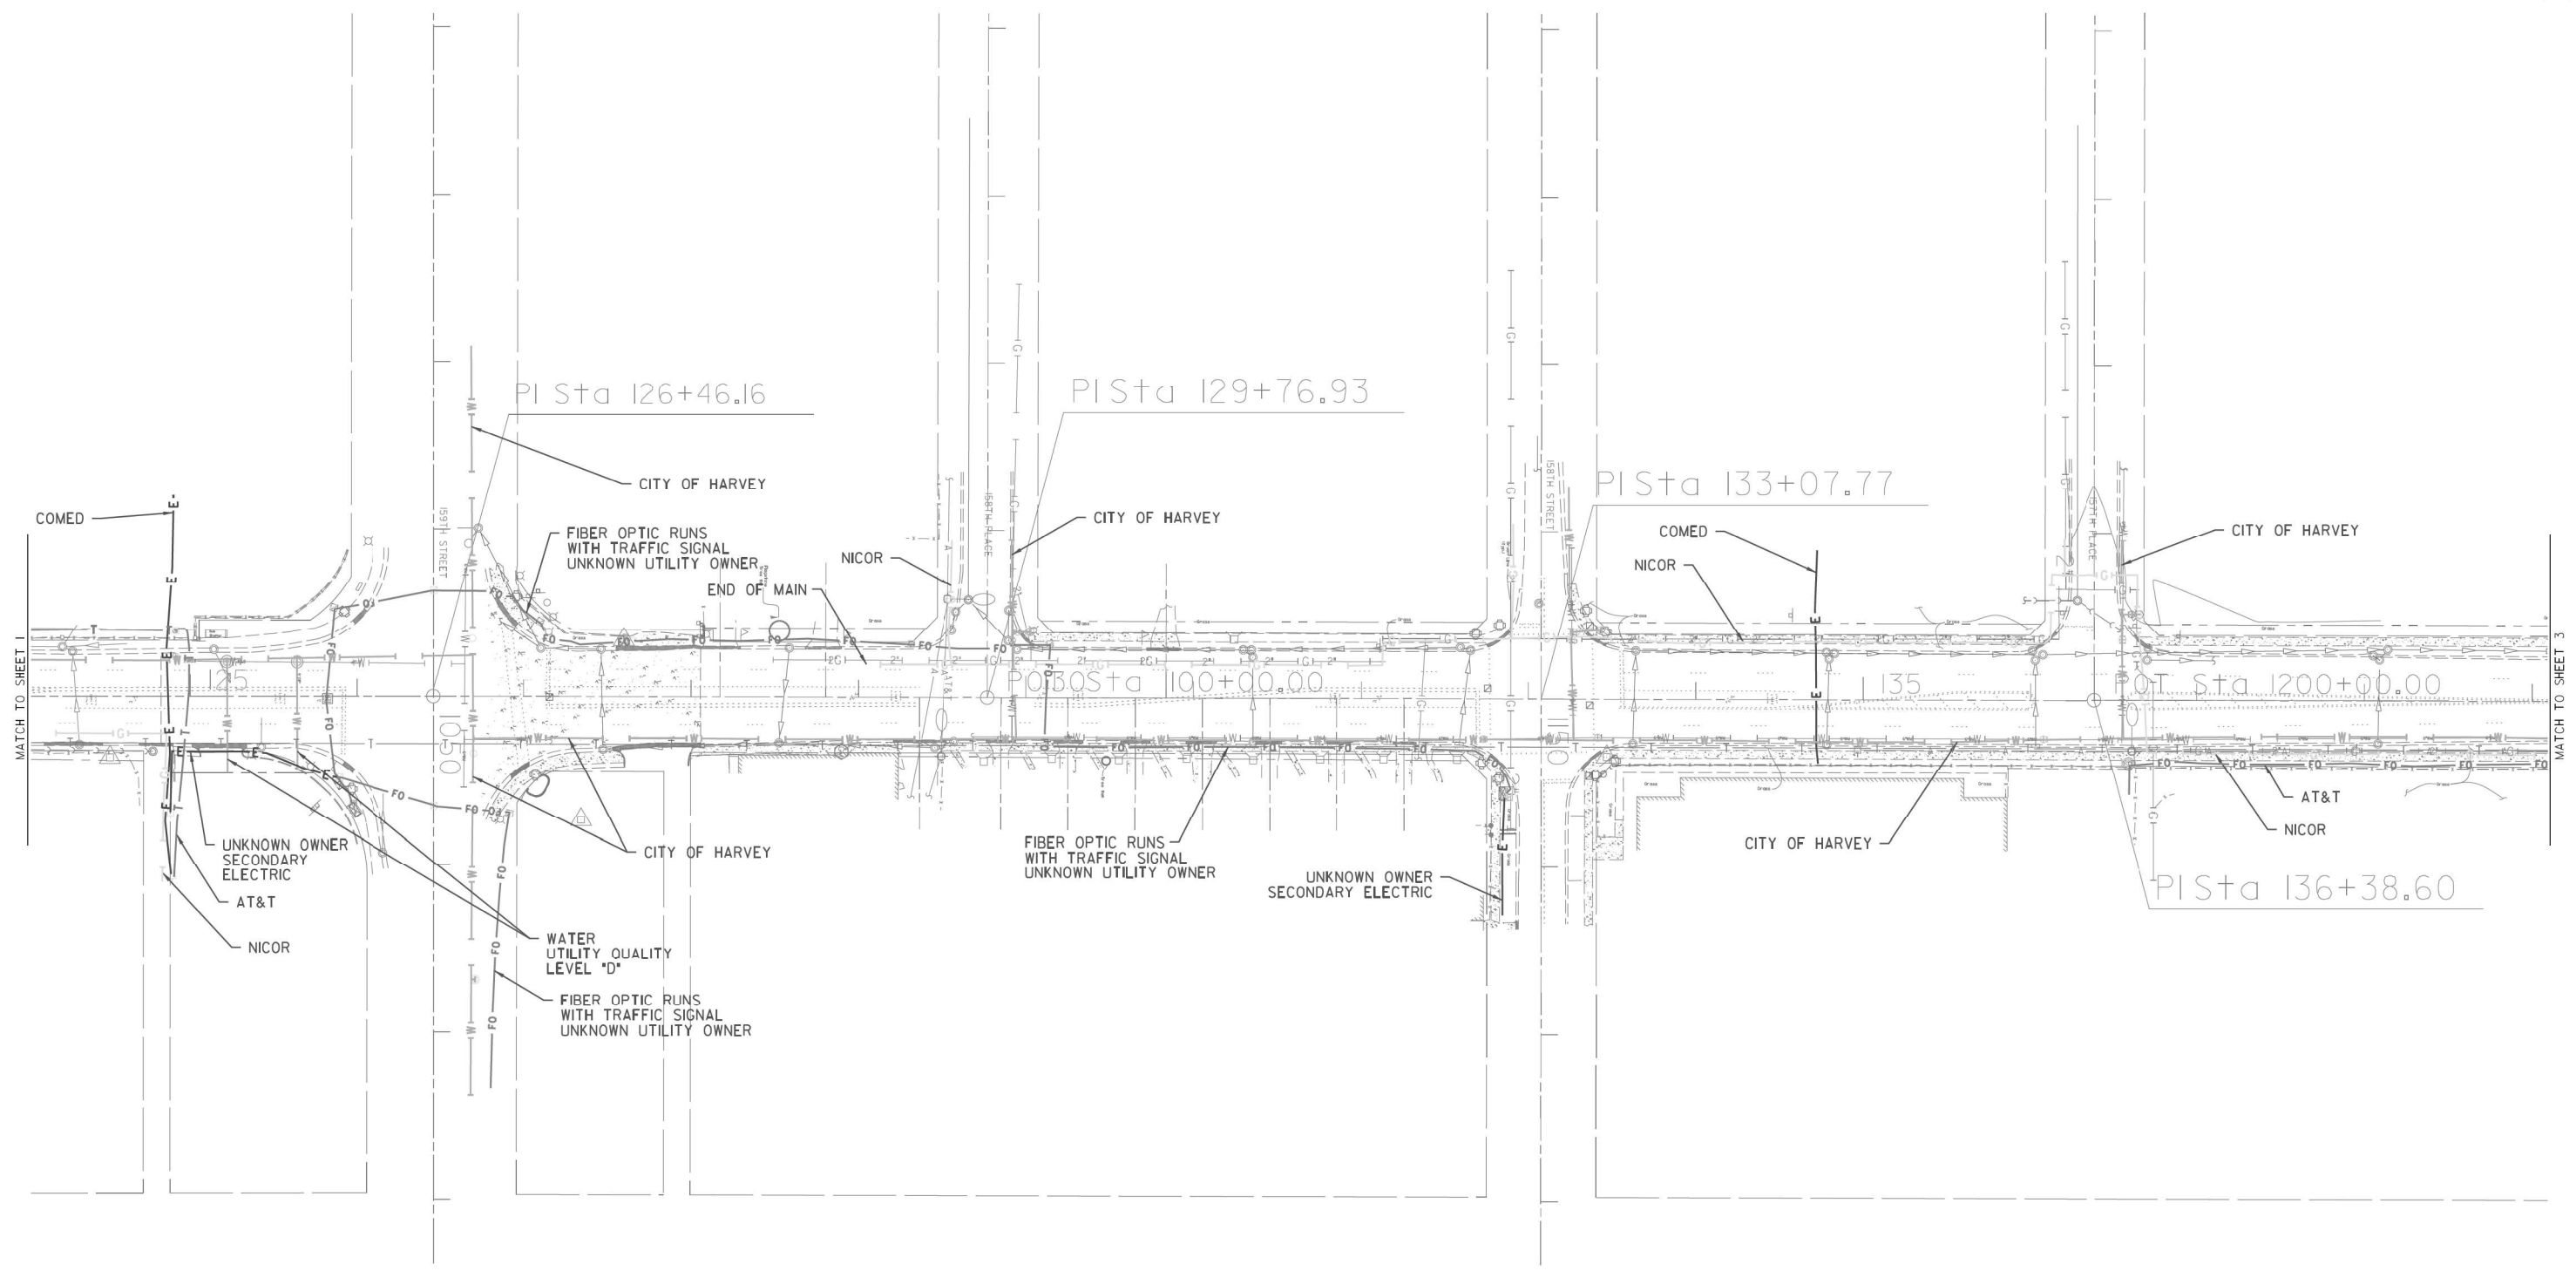 PI Sta 126+46.16
PI Sta 129+76.93
PI Sta 133+07.77
CITY OF HARVEY
COMED
159TH STREET
FIBER OPTIC RUNS
WITH TRAFFIC SIGNAL
UNKNOWN UTILITY OWNER
END OF MAIN
NICOR
158TH PLACE
CITY OF HARVEY
158TH STREET
COMED
NICOR
157TH PLACE
CITY OF HARVEY
MATCH TO SHEET 1
MATCH TO SHEET 3
125
130
Sta 100+00.00
135
Sta 1200+00.00
AT&T
UNKNOWN OWNER
SECONDARY
ELECTRIC
AT&T
NICOR
CITY OF HARVEY
WATER
UTILITY QUALITY
LEVEL "D"
FIBER OPTIC RUNS
WITH TRAFFIC SIGNAL
UNKNOWN UTILITY OWNER
FIBER OPTIC RUNS
WITH TRAFFIC SIGNAL
UNKNOWN UTILITY OWNER
UNKNOWN OWNER
SECONDARY ELECTRIC
CITY OF HARVEY
AT&T
NICOR
PI Sta 136+38.60